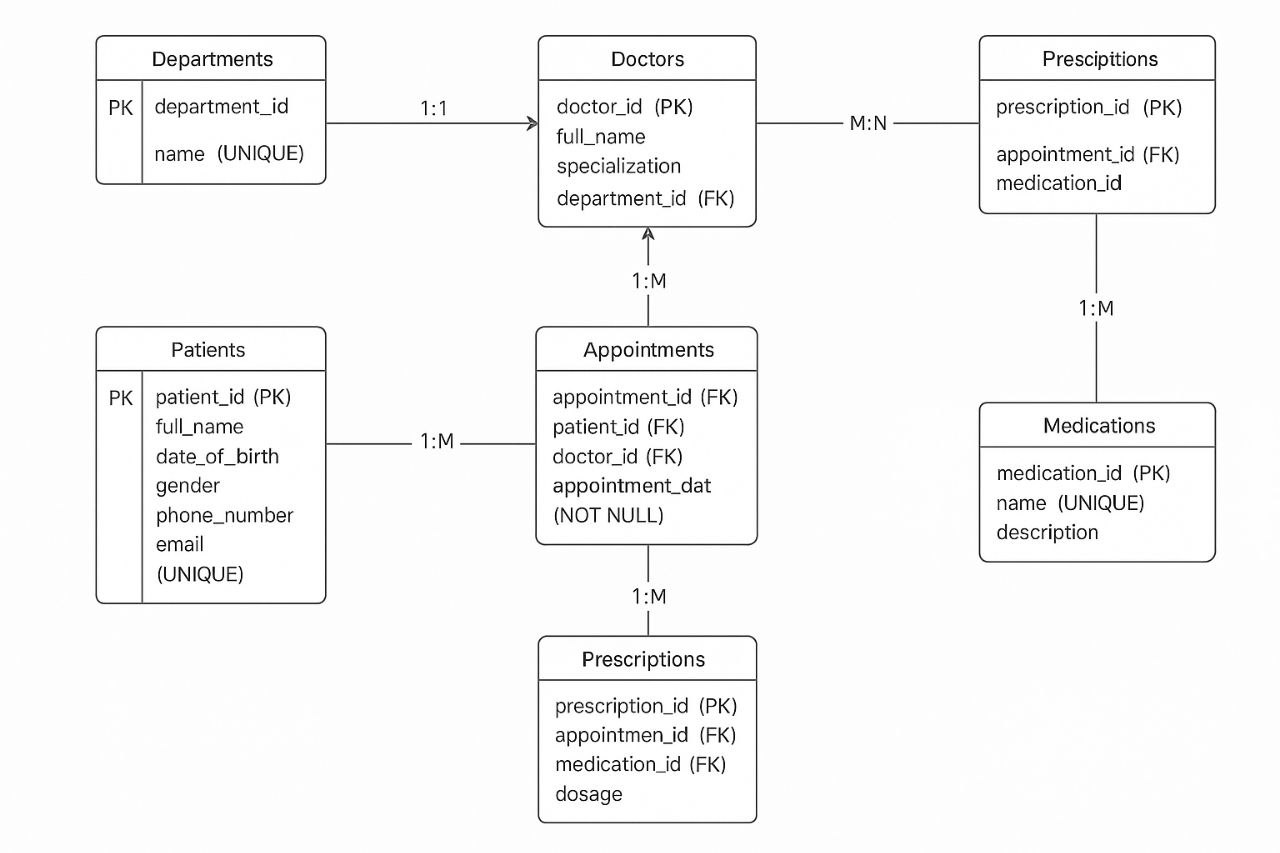 Departments
PK
department_id
name (UNIQUE)
1:1
Doctors
doctor_id (PK)
full_name
specialization
department_id (FK)
M:N
Prescipitions
prescription_id (PK)
appointment_id (FK)
medication_id
1:M
1:M
Patients
PK
patient_id (PK)
full_name
date_of_birth
gender
phone_number
email
(UNIQUE)
1:M
Appointments
appointment_id (FK)
patient_id (FK)
doctor_id (FK)
appointment_dat
(NOT NULL)
Medications
medication_id (PK)
name (UNIQUE)
description
1:M
Prescriptions
prescription_id (PK)
appointmen_id (FK)
medication_id (FK)
dosage